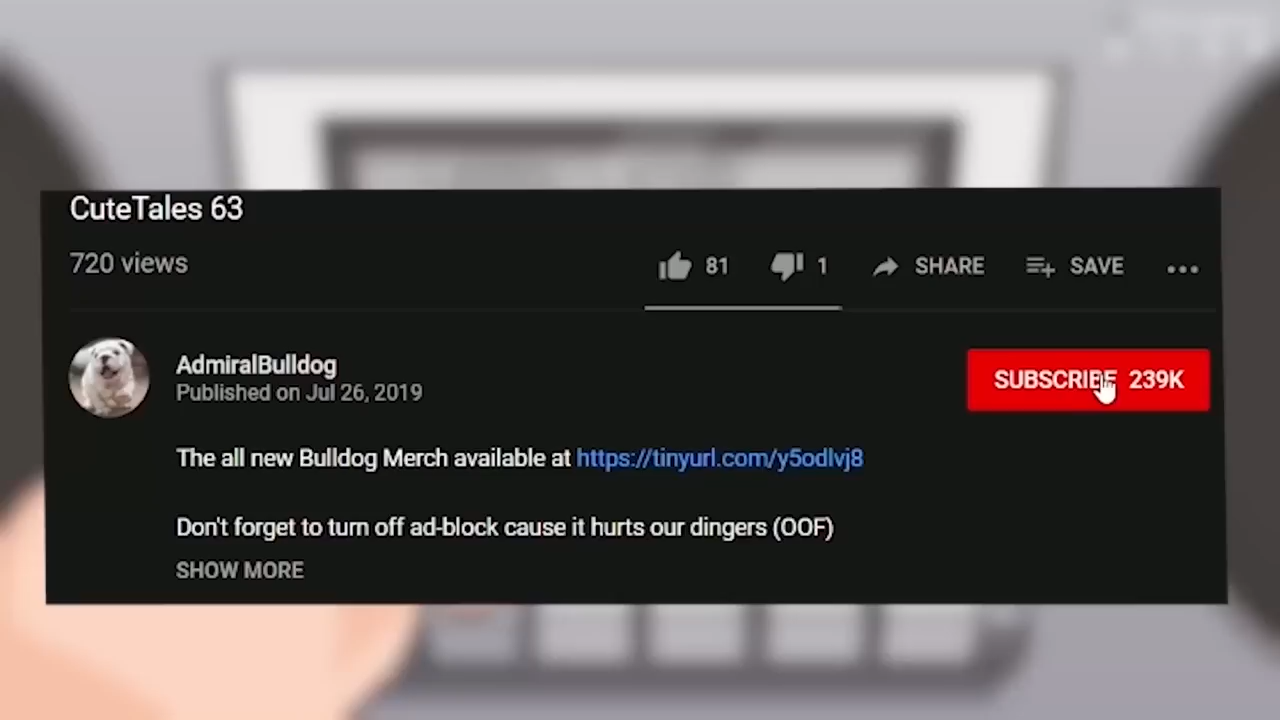 CuteTales 63
720 views
81 1 SHARE SAVE
AdmiralBulldog
Published on Jul 26, 2019
SUBSCRIBE 239K
The all new Bulldog Merch available at https://tinyurl.com/y5odlvj8
Don't forget to turn off ad-block cause it hurts our dingers (OOF)
SHOW MORE